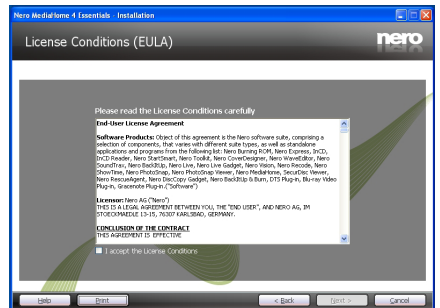 Nero MediaHome 4 Essentials - Installation
License Conditions (EULA)
nero
Please read the License Conditions carefully
End-User License Agreement
Software Products: Object of this agreement is the Nero software suite, comprising a
selection of components, that varies with different suite types, as well as standalone
applications and programs from the following list: Nero Burning ROM, Nero Express, InCD,
InCD Reader, Nero StartSmart, Nero Toolkit, Nero CoverDesigner, Nero WaveEditor, Nero
SoundTrax, Nero BackItUp, Nero Live, Nero Live Gadget, Nero Vision, Nero Recode, Nero
ShowTime, Nero PhotoSnap, Nero PhotoSnap Viewer, Nero MediaHome, SecurDisc Viewer,
Nero RescueAgent, Nero DiscCopy Gadget, Nero BackItUp & Burn, DTS Plug-in, Blu-ray Video
Plug-in, Gracenote Plug-in.("Software")
Licensor: Nero AG ("Nero")
THIS IS A LEGAL AGREEMENT BETWEEN YOU, THE "END USER", AND NERO AG, IM
STOECKMAEDLE 13-15, 76307 KARLSBAD, GERMANY.
CONCLUSION OF THE CONTRACT
THIS AGREEMENT IS EFFECTIVE
I accept the License Conditions
Help
Print
< Back
Next >
Cancel